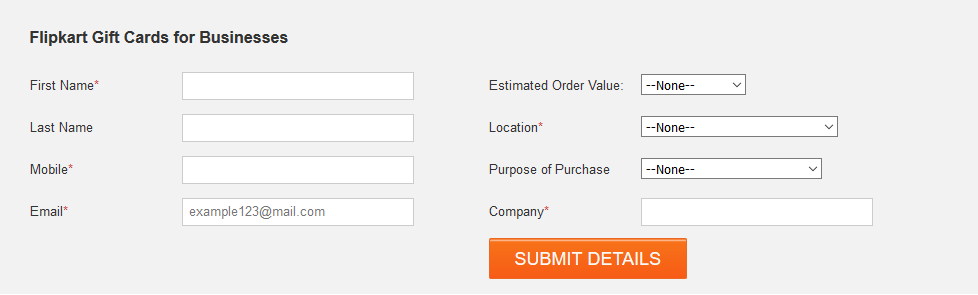 Flipkart Gift Cards for Businesses
First Name*
Last Name
Mobile*
Email* example123@mail.com
Estimated Order Value: --None--
Location* --None--
Purpose of Purchase --None--
Company*
SUBMIT DETAILS